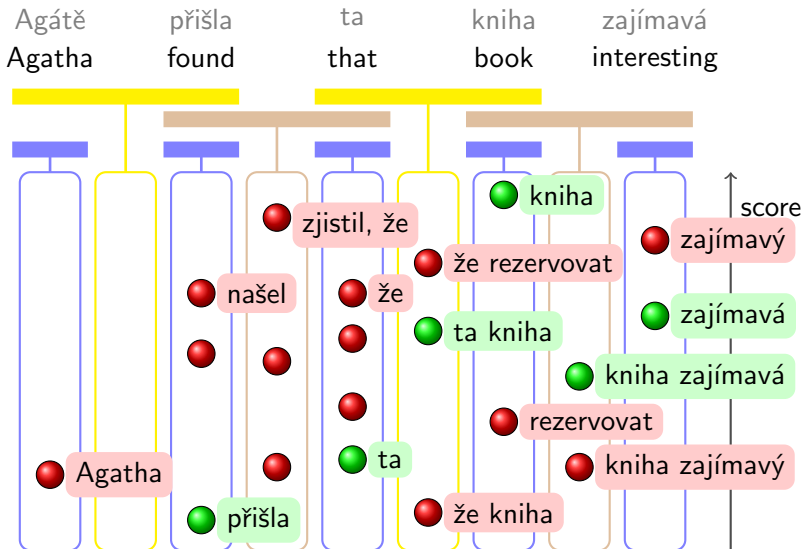 Agátě přišla ta kniha zajímavá
Agatha found that book interesting
kniha
score
zjistil, že
zajímavý
že rezervovat
našel
že
zajímavá
ta kniha
kniha zajímavá
rezervovat
ta
kniha zajímavý
Agatha
že kniha
přišla